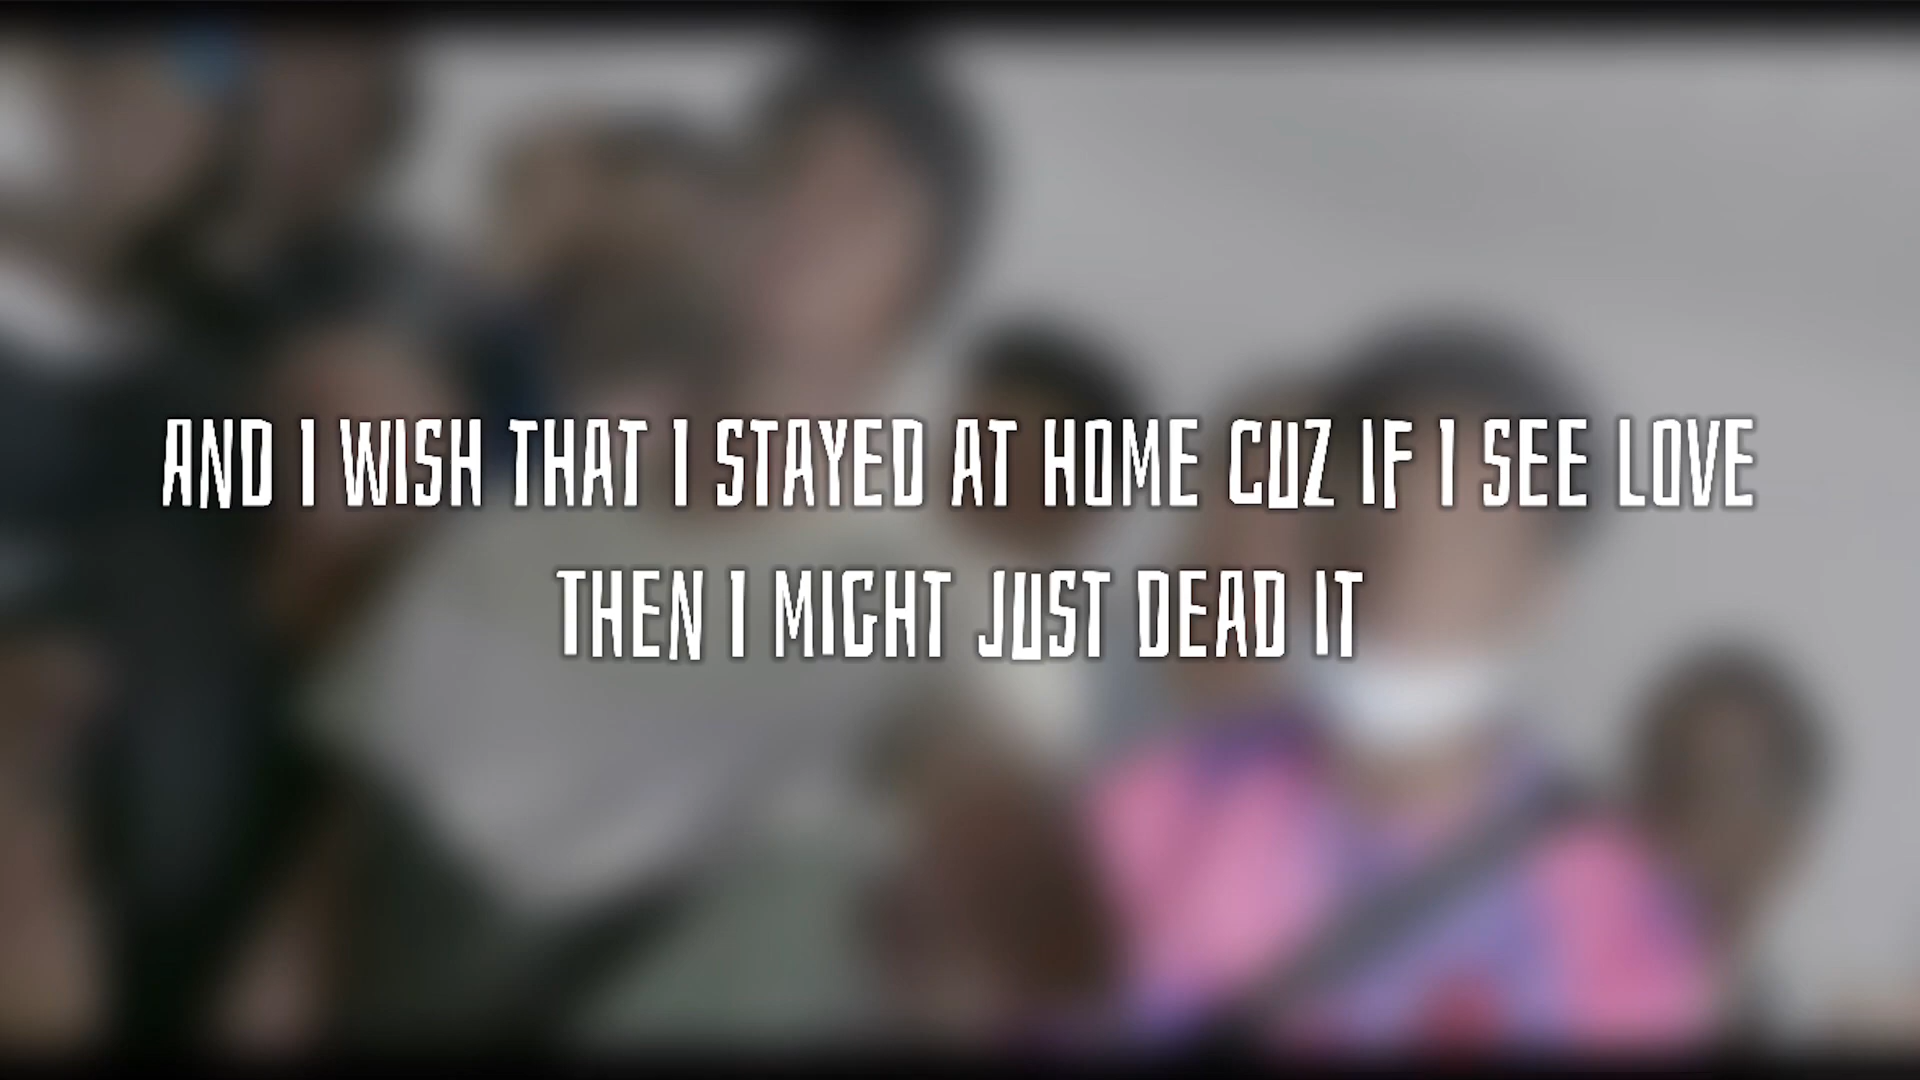 AND I WISH THAT I STAYED AT HOME CUZ IF I SEE LOVE
THEN I MIGHT JUST DEAD IT